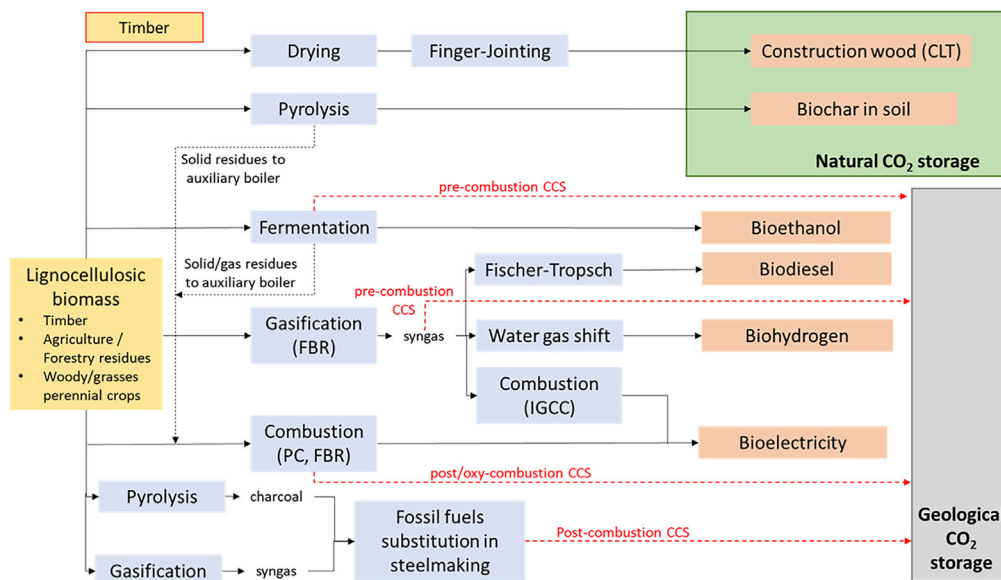 Timber
Drying
Finger-Jointing
Construction wood (CLT)
Pyrolysis
Biochar in soil
Solid residues to
auxiliary boiler
Natural CO₂ storage
pre-combustion CCS
Fermentation
Bioethanol
Solid/gas residues
to auxiliary boiler
Lignocellulosic
biomass
• Timber
• Agriculture /
Forestry residues
• Woody/grasses
perennial crops
pre-combustion
CCS
Fischer-Tropsch
Biodiesel
Gasification
(FBR)
syngas
Water gas shift
Biohydrogen
Combustion
(IGCC)
Combustion
(PC, FBR)
Bioelectricity
post/oxy-combustion CCS
Pyrolysis
charcoal
Fossil fuels
substitution in
steelmaking
Post-combustion CCS
Gasification
syngas
Geological
CO₂
storage